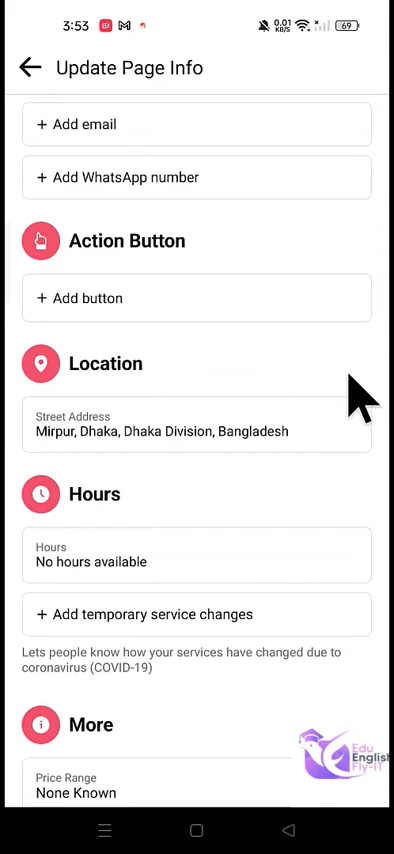 3:53
0.01
KB/S
69
Update Page Info
+ Add email
+ Add WhatsApp number
Action Button
+ Add button
Location
Street Address
Mirpur, Dhaka, Dhaka Division, Bangladesh
Hours
Hours
No hours available
+ Add temporary service changes
Lets people know how your services have changed due to
coronavirus (COVID-19)
More
Price Range
None Known
Edu
English
Fly-IT